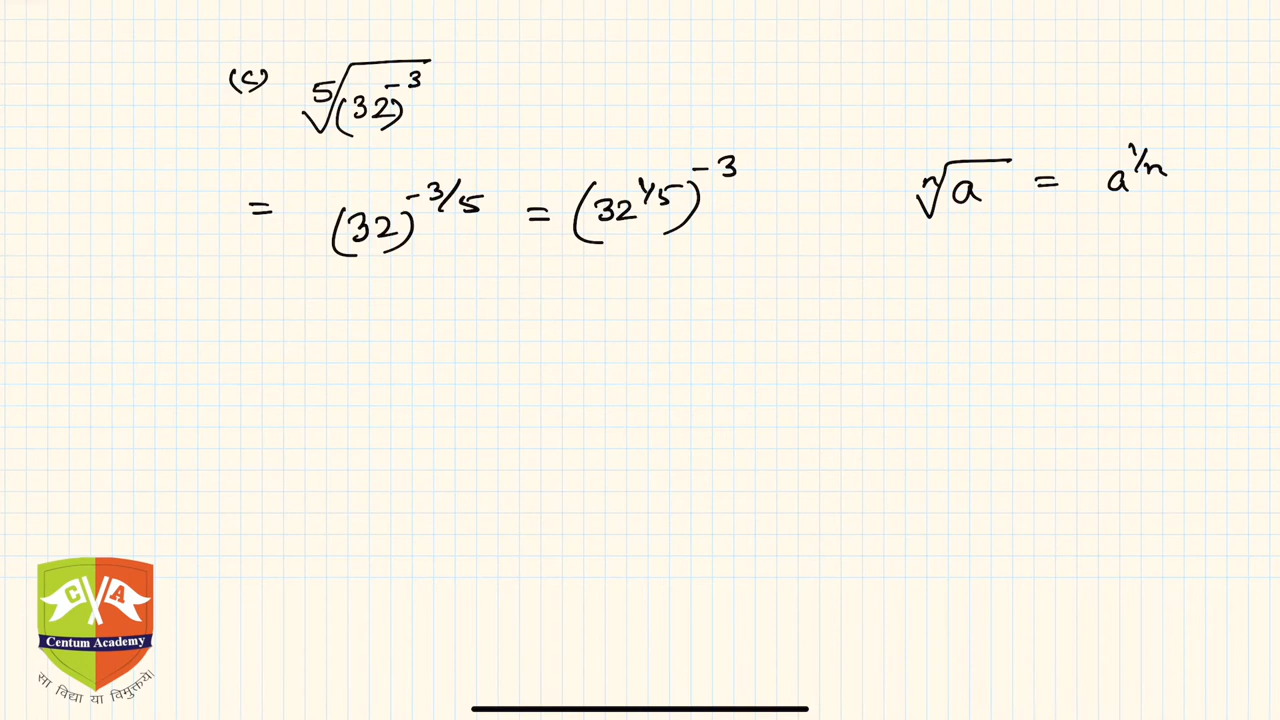 (c) ⁵√(32)⁻³
= (32)^-3/5 = (32^1/5)^-3
ⁿ√a = a^1/n
C A
Centum Academy
सा विद्या या विमुक्तये।